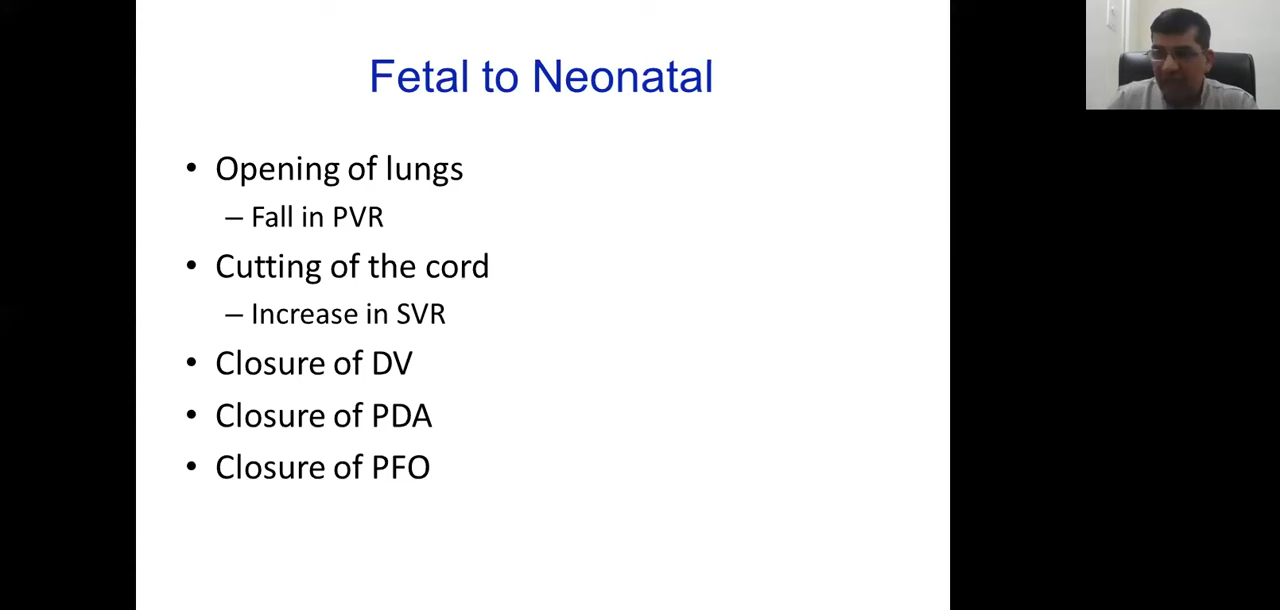 Fetal to Neonatal
• Opening of lungs
– Fall in PVR
• Cutting of the cord
– Increase in SVR
• Closure of DV
• Closure of PDA
• Closure of PFO